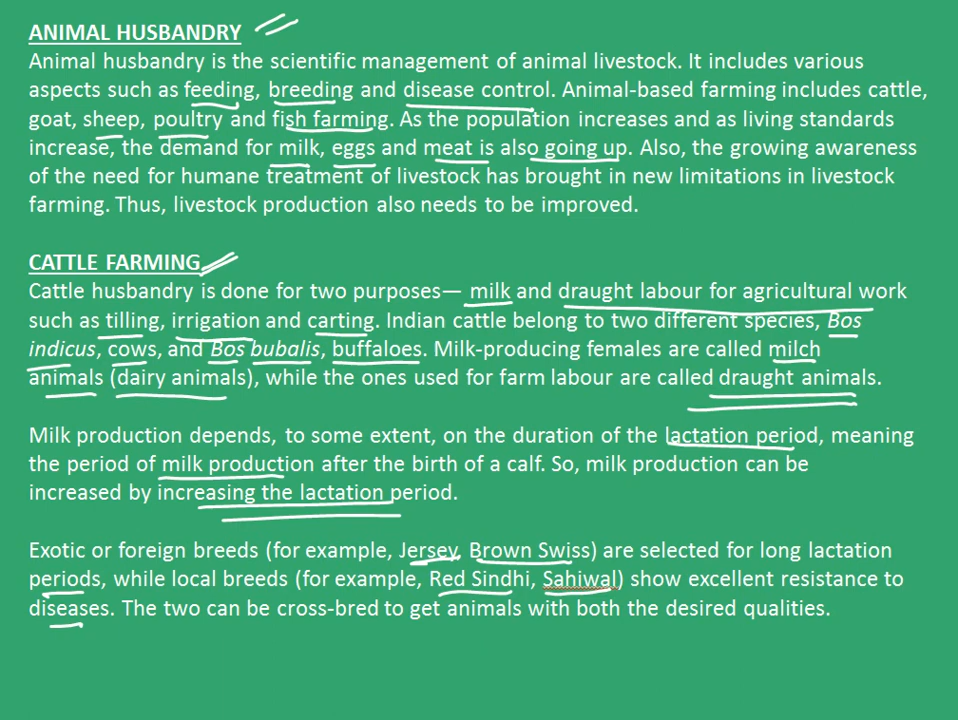 ANIMAL HUSBANDRY
Animal husbandry is the scientific management of animal livestock. It includes various
aspects such as feeding, breeding and disease control. Animal-based farming includes cattle,
goat, sheep, poultry and fish farming. As the population increases and as living standards
increase, the demand for milk, eggs and meat is also going up. Also, the growing awareness
of the need for humane treatment of livestock has brought in new limitations in livestock
farming. Thus, livestock production also needs to be improved.
CATTLE FARMING
Cattle husbandry is done for two purposes— milk and draught labour for agricultural work
such as tilling, irrigation and carting. Indian cattle belong to two different species, Bos
indicus, cows, and Bos bubalis, buffaloes. Milk-producing females are called milch
animals (dairy animals), while the ones used for farm labour are called draught animals.
Milk production depends, to some extent, on the duration of the lactation period, meaning
the period of milk production after the birth of a calf. So, milk production can be
increased by increasing the lactation period.
Exotic or foreign breeds (for example, Jersey, Brown Swiss) are selected for long lactation
periods, while local breeds (for example, Red Sindhi, Sahiwal) show excellent resistance to
diseases. The two can be cross-bred to get animals with both the desired qualities.